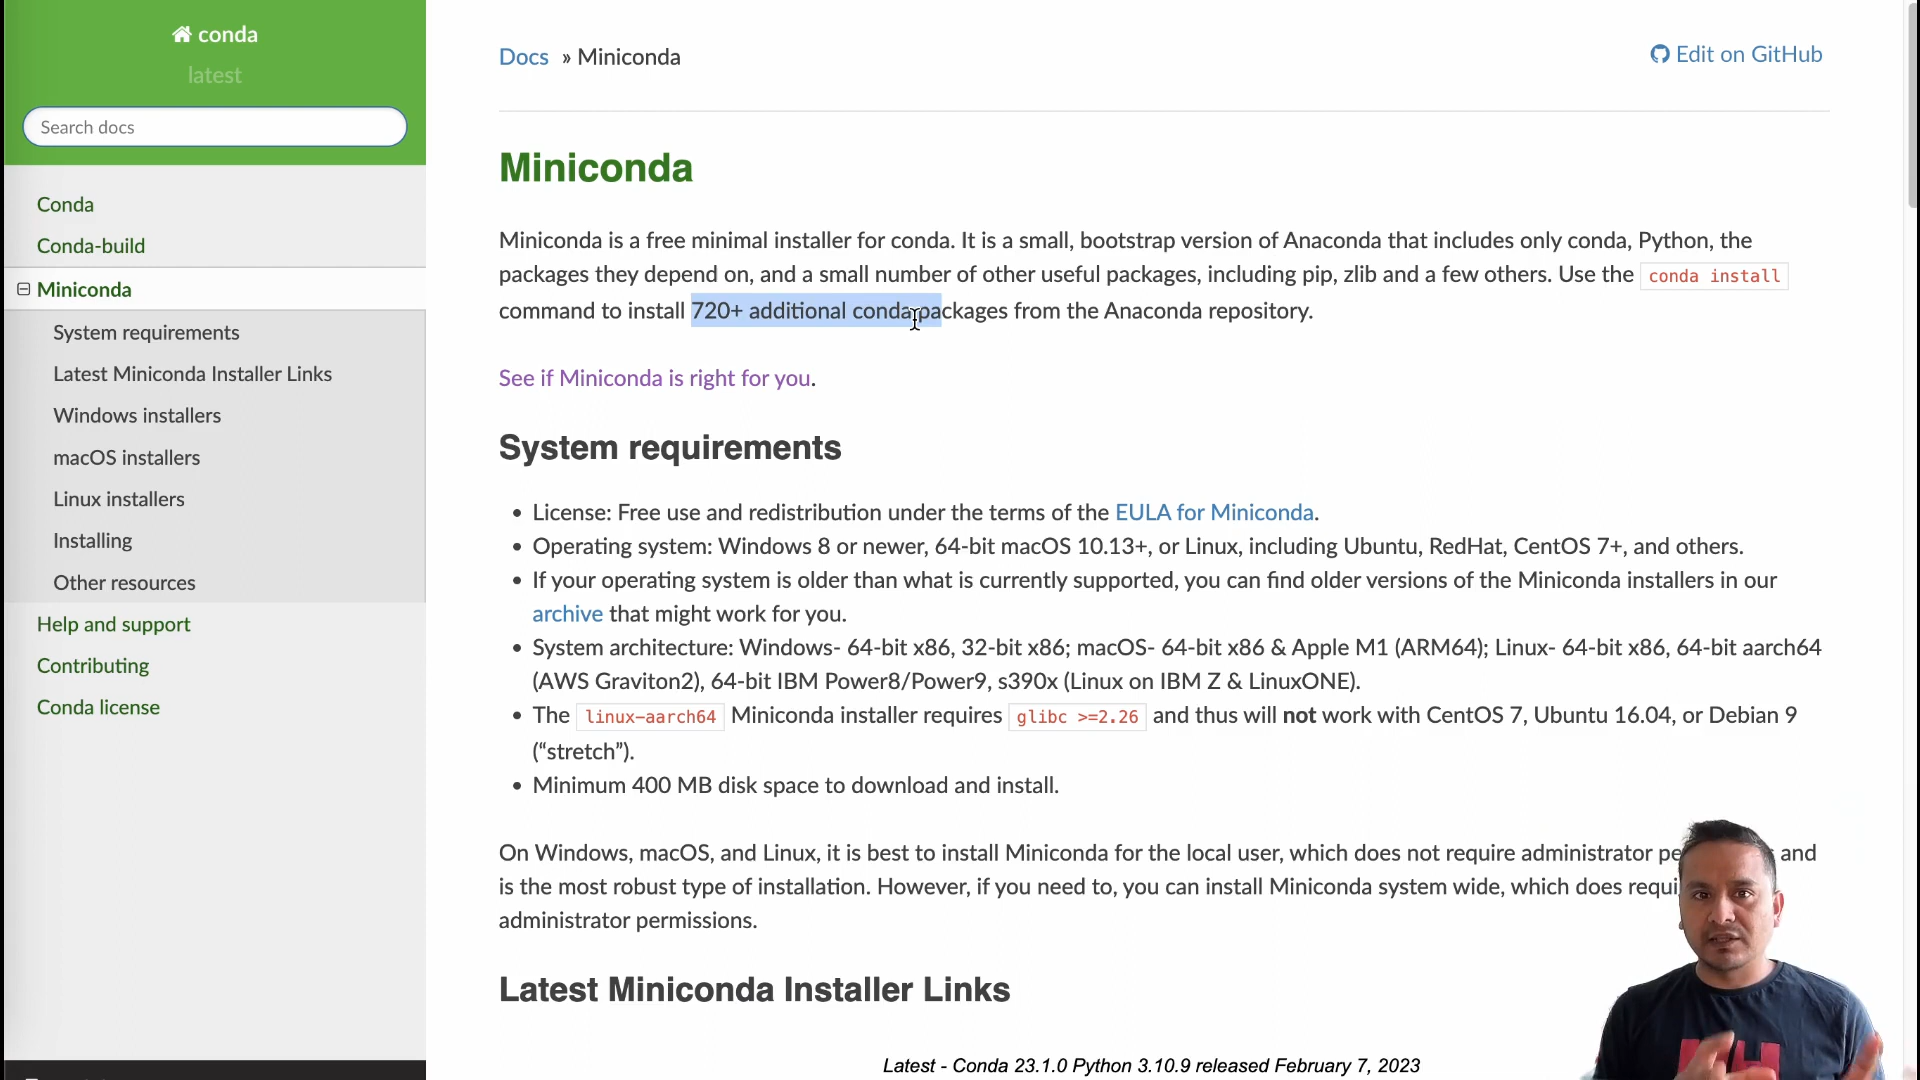 conda
latest
Search docs
Conda
Conda-build
Miniconda
System requirements
Latest Miniconda Installer Links
Windows installers
macOS installers
Linux installers
Installing
Other resources
Help and support
Contributing
Conda license
Docs » Miniconda
Edit on GitHub
Miniconda
Miniconda is a free minimal installer for conda. It is a small, bootstrap version of Anaconda that includes only conda, Python, the
packages they depend on, and a small number of other useful packages, including pip, zlib and a few others. Use the conda install
command to install 720+ additional conda packages from the Anaconda repository.
See if Miniconda is right for you.
System requirements
• License: Free use and redistribution under the terms of the EULA for Miniconda.
• Operating system: Windows 8 or newer, 64-bit macOS 10.13+, or Linux, including Ubuntu, RedHat, CentOS 7+, and others.
• If your operating system is older than what is currently supported, you can find older versions of the Miniconda installers in our
archive that might work for you.
• System architecture: Windows- 64-bit x86, 32-bit x86; macOS- 64-bit x86 & Apple M1 (ARM64); Linux- 64-bit x86, 64-bit aarch64
(AWS Graviton2), 64-bit IBM Power8/Power9, s390x (Linux on IBM Z & LinuxONE).
• The linux-aarch64 Miniconda installer requires glibc >=2.26 and thus will not work with CentOS 7, Ubuntu 16.04, or Debian 9
(“stretch”).
• Minimum 400 MB disk space to download and install.
On Windows, macOS, and Linux, it is best to install Miniconda for the local user, which does not require administrator and
is the most robust type of installation. However, if you need to, you can install Miniconda system wide, which does
administrator permissions.
Latest Miniconda Installer Links
Latest - Conda 23.1.0 Python 3.10.9 released February 7, 2023